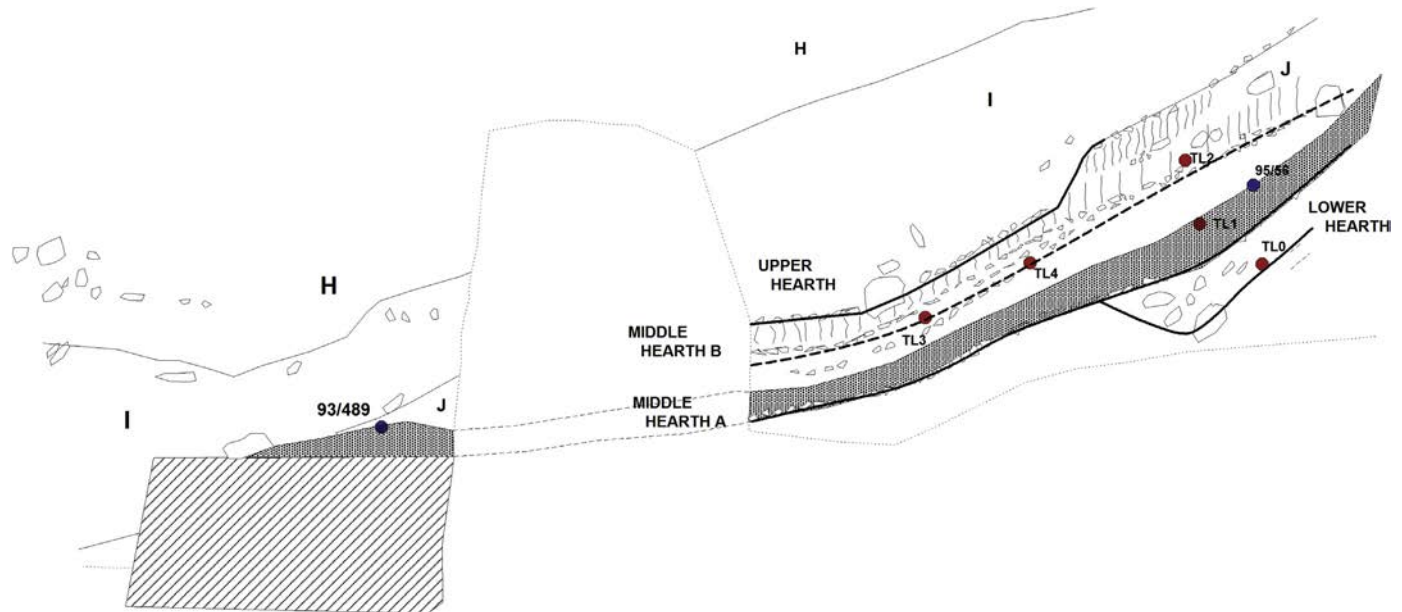 H
I
J
TL2
95/56
LOWER
HEARTH
TL1
TL0
UPPER
HEARTH
TL4
H
MIDDLE
HEARTH B
TL3
93/489
J
MIDDLE
HEARTH A
I